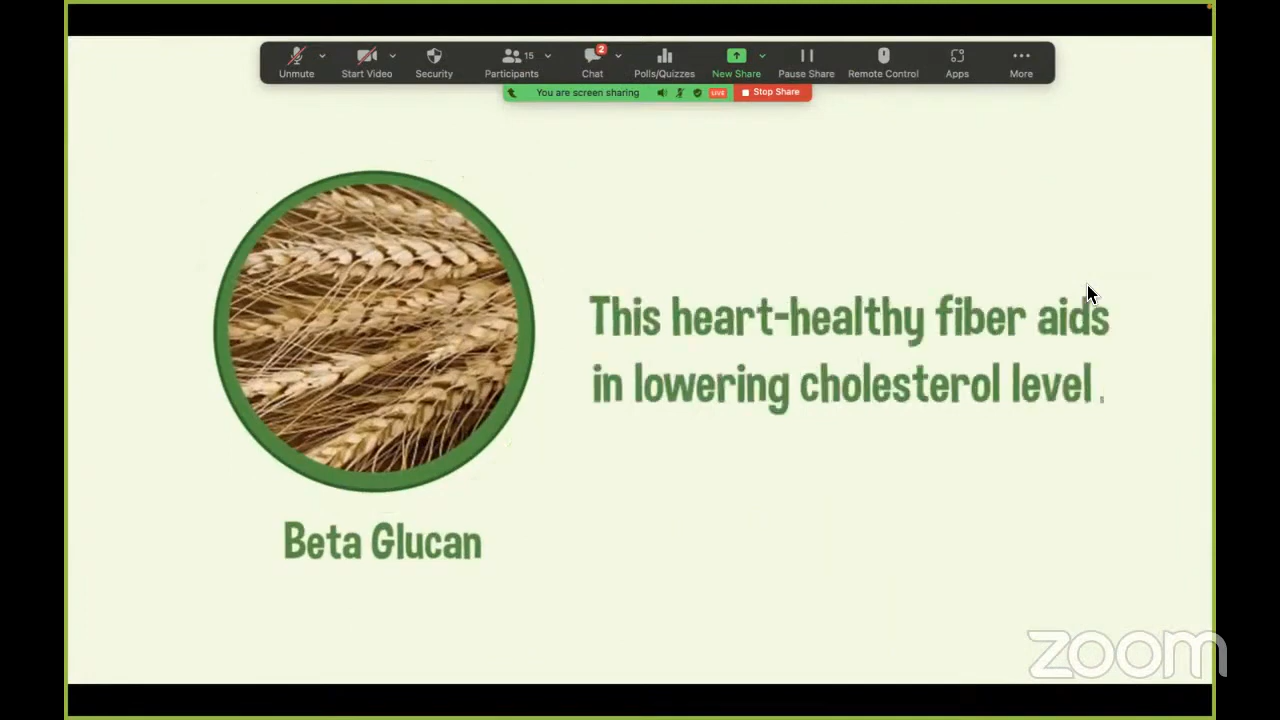 Unmute
Start Video
Security
Participants
15
Chat
2
Polls/Quizzes
New Share
Pause Share
Remote Control
Apps
More
You are screen sharing
LIVE
Stop Share
This heart-healthy fiber aids
in lowering cholesterol level .
Beta Glucan
zoom